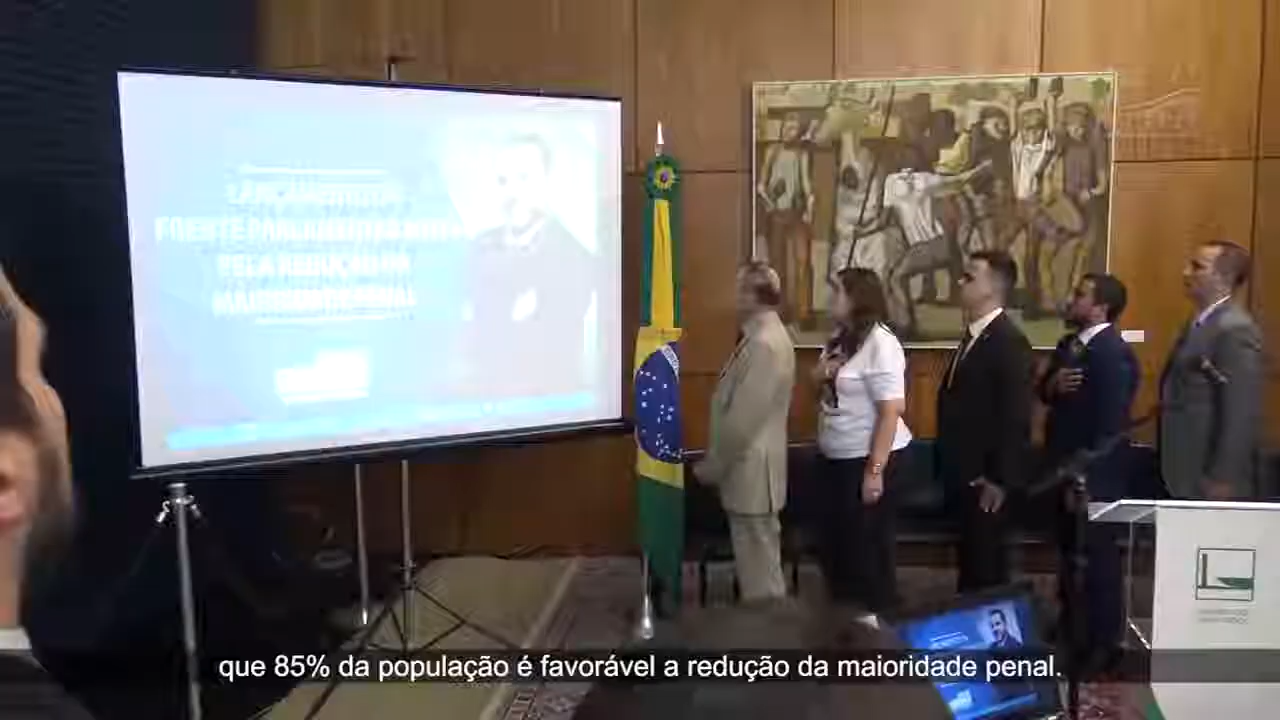 LANÇAMENTO DA
FRENTE PARLAMENTAR MISTA
PELA REDUÇÃO DA
MAIORIDADE PENAL
que 85% da população é favorável a redução da maioridade penal.